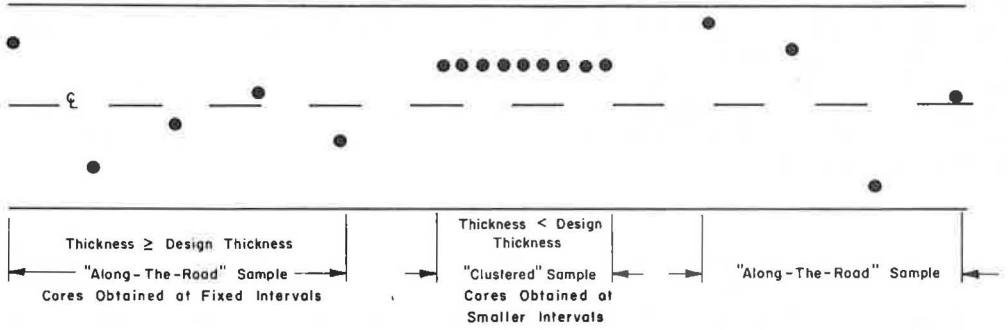 ℄
Thickness ≥ Design Thickness
"Along-The-Road" Sample
Cores Obtained at Fixed Intervals
Thickness < Design
Thickness
"Clustered" Sample
Cores Obtained at
Smaller Intervals
"Along-The-Road" Sample